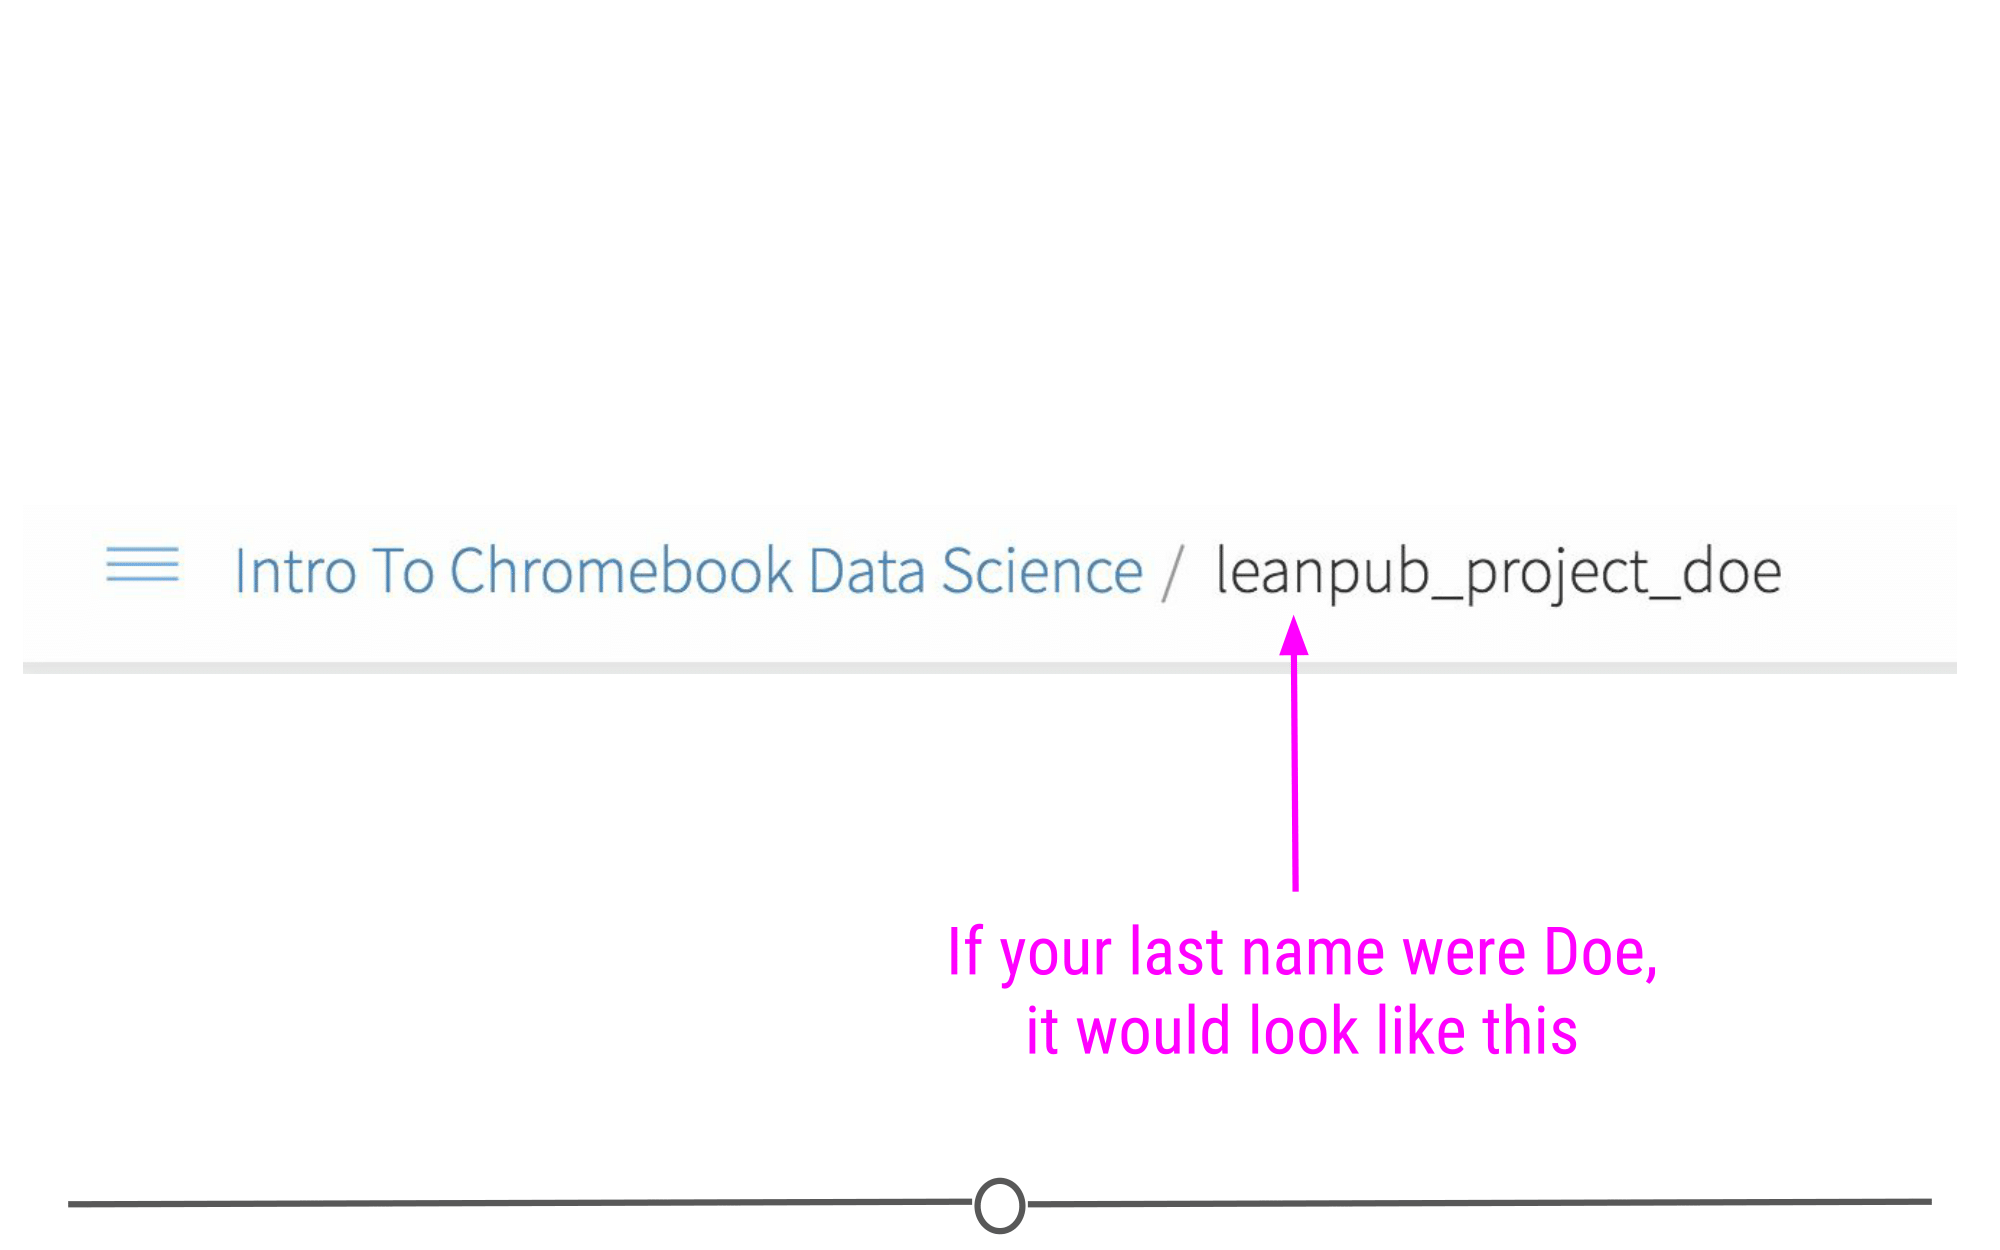 Intro To Chromebook Data Science / leanpub_project_doe
If your last name were Doe,
it would look like this